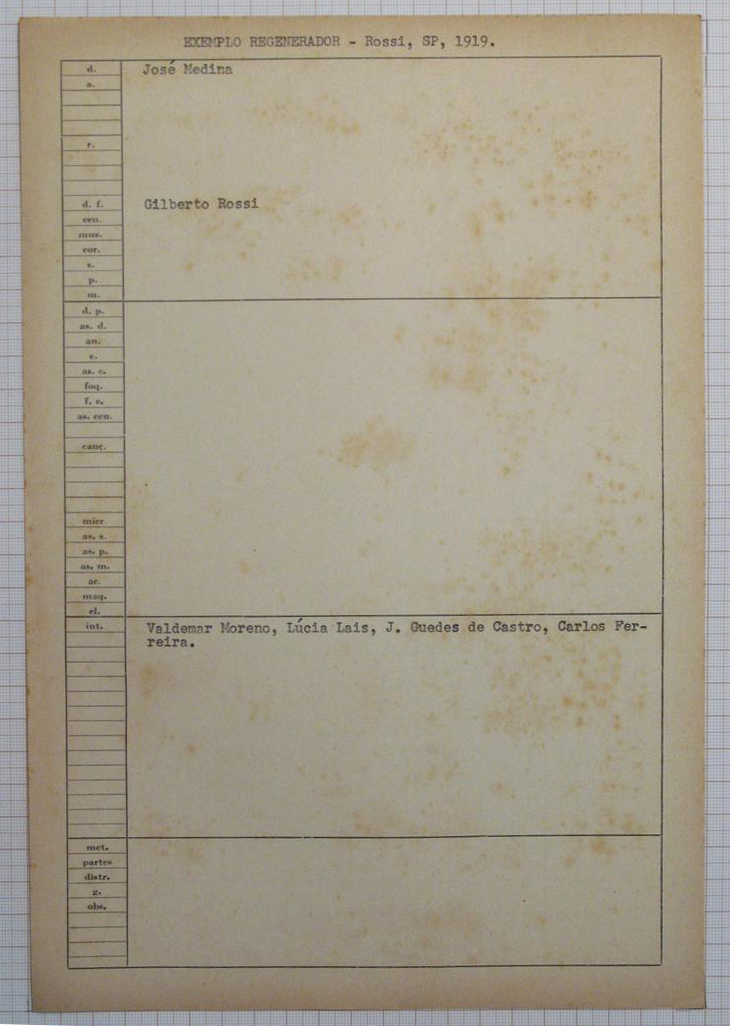 EXEMPLO REGENERADOR - Rossi, SP, 1919.
d. José Medina
a.
r.
d. f. Gilberto Rossi
cen.
mus.
cor.
s.
p.
m.
d. p.
as. d.
an.
e.
as. c.
foq.
f. c.
as. cen.
canç.
micr
as. s.
as. p.
as. m.
ac.
maq.
el.
int. Valdemar Moreno, Lúcia Lais, J. Guedes de Castro, Carlos Fer-
reira.
met.
partes
distr.
g.
obs.